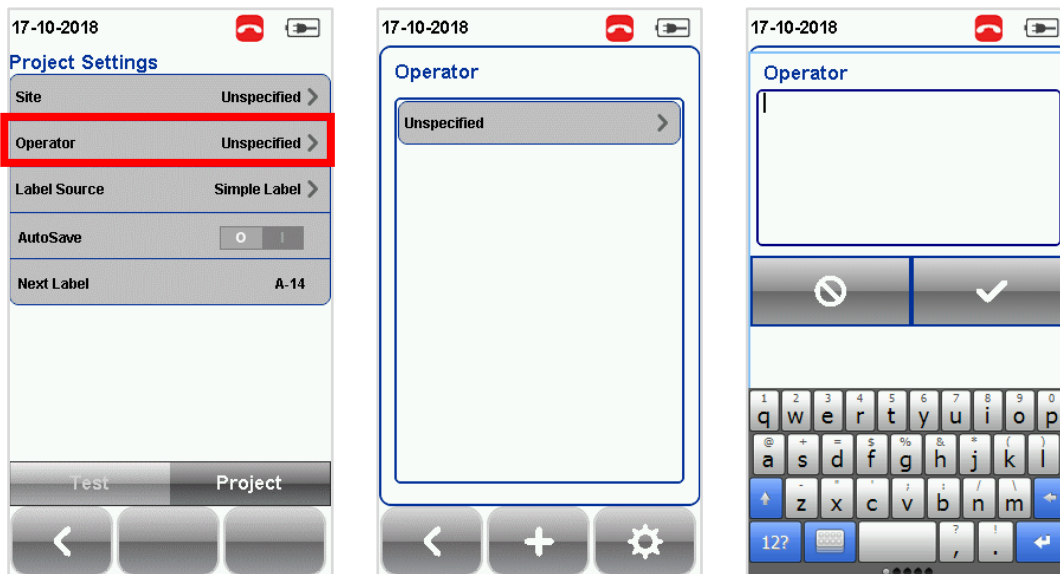 17-10-2018
Project Settings
Site Unspecified
Operator Unspecified
Label Source Simple Label
AutoSave O I
Next Label A-14
Test Project
17-10-2018
Operator
Unspecified
17-10-2018
Operator
1 2 3 4 5 6 7 8 9 0
q w e r t y u i o p
@ + = $ % & * ( )
a s d f g h j k l
- " ' ; : / \
z x c v b n m
12? ? !
, .